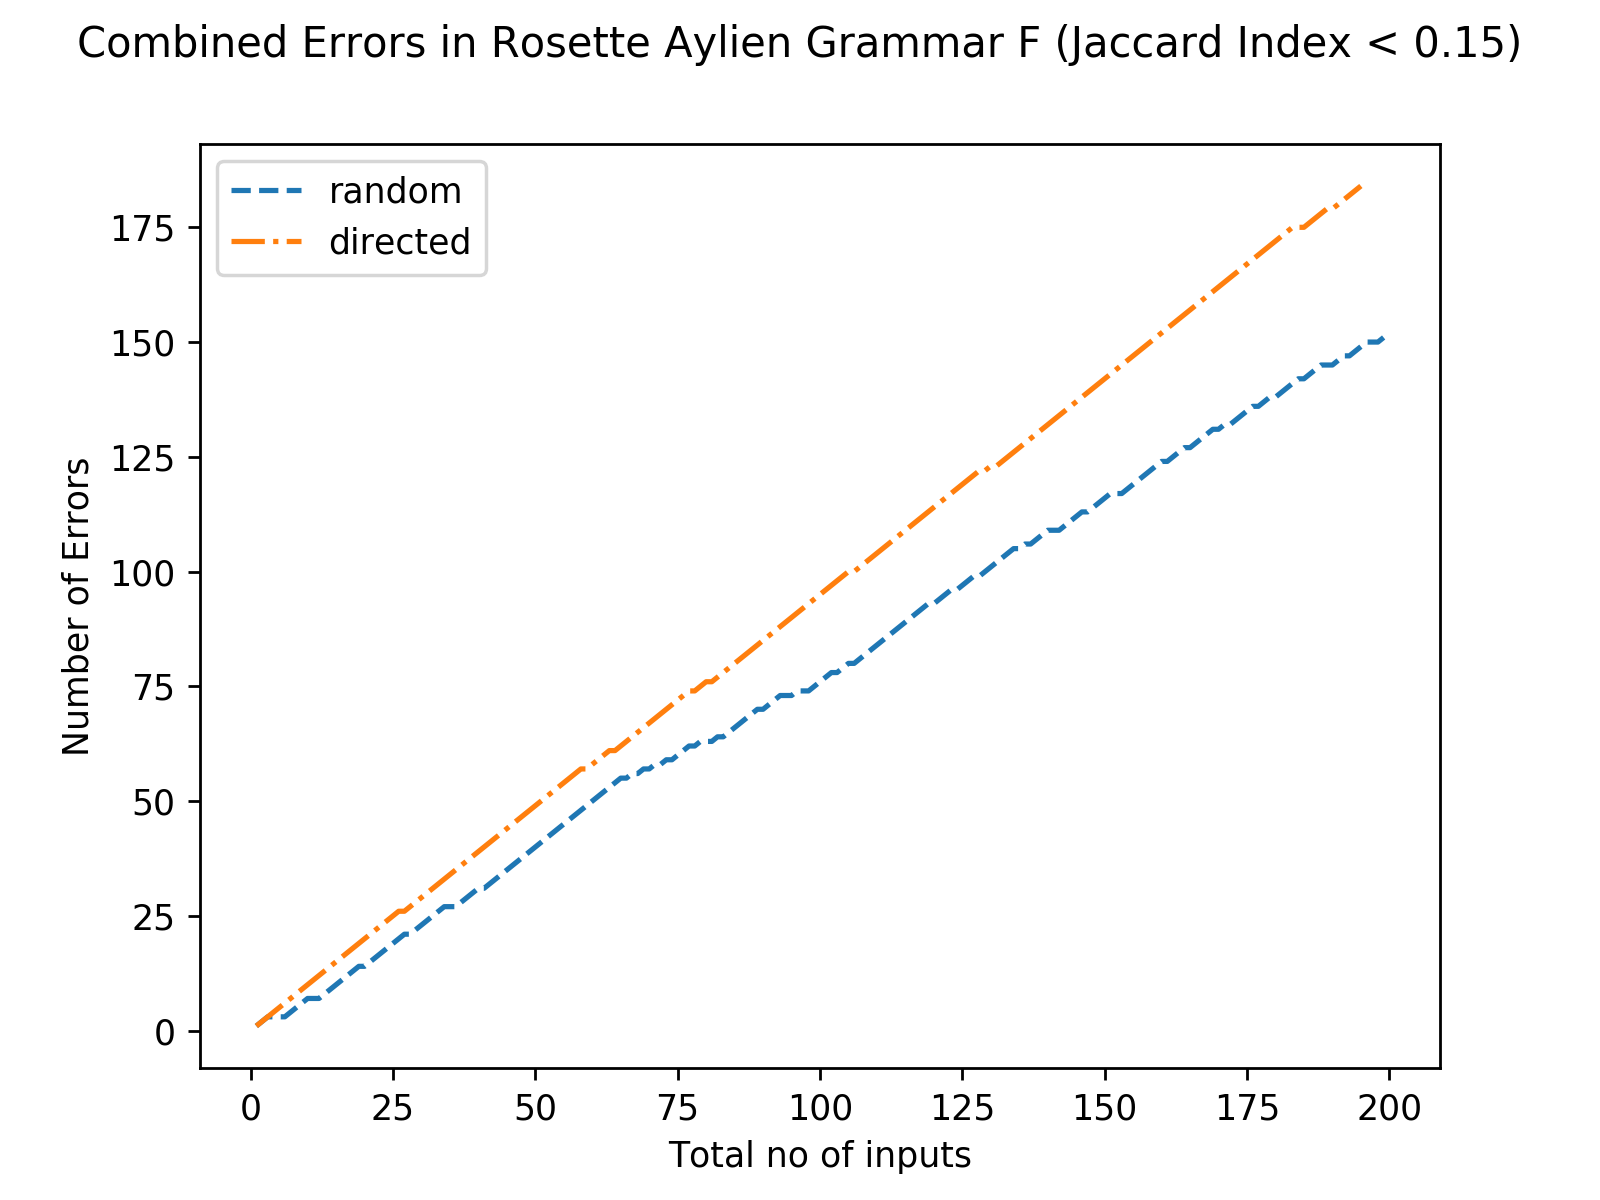 Combined Errors in Rosette Aylien Grammar F (Jaccard Index < 0.15)
random
directed
Number of Errors
175
150
125
100
75
50
25
0
0 25 50 75 100 125 150 175 200
Total no of inputs